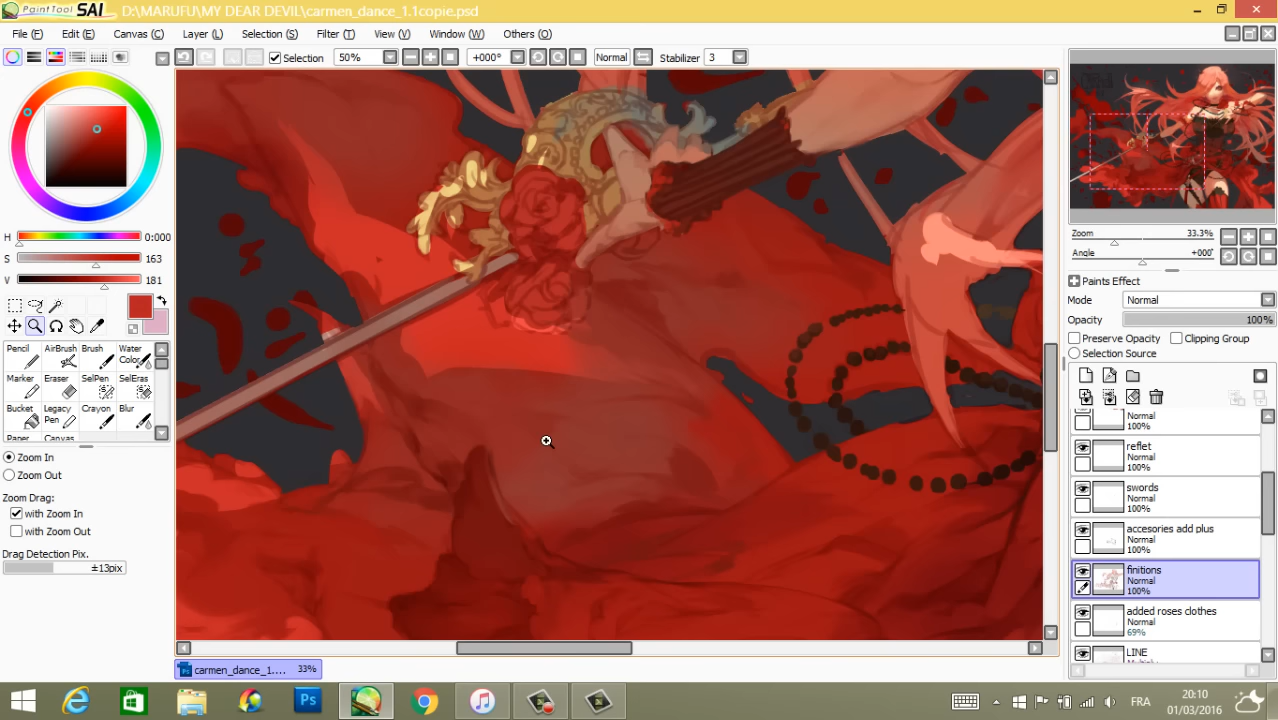 PaintTool SAI D:\MARUFU\MY DEAR DEVIL\carmen_dance_1.1copie.psd
File (F) Edit (E) Canvas (C) Layer (L) Selection (S) Filter (T) View (V) Window (W) Others (O)
Selection 50% +000° Normal Stabilizer 3
H 0:000
S 163
V 181
Pencil AirBrush Brush Water Color
Marker Eraser SelPen SelEras
Bucket Legacy Pen Crayon Blur
Paper Canvas
Zoom In
Zoom Out
Zoom Drag:
with Zoom In
with Zoom Out
Drag Detection Pix.
±13pix
Zoom 33.3%
Angle +000°
Paints Effect
Mode Normal
Opacity 100%
Preserve Opacity Clipping Group
Selection Source
Normal
100%
reflet
Normal
100%
swords
Normal
100%
accesories add plus
Normal
100%
finitions
Normal
100%
added roses clothes
Normal
69%
LINE
carmen_dance_1.... 33%
Ps
FRA
20:10
01/03/2016